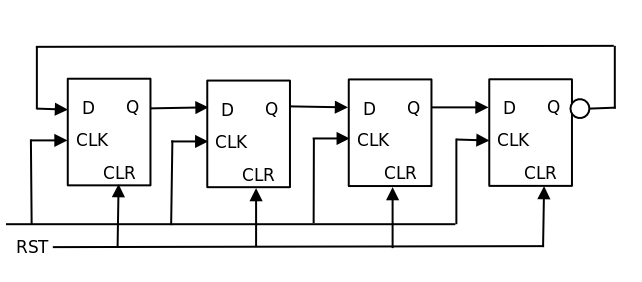 D Q D Q D Q D Q
CLK CLK CLK CLK
CLR CLR CLR CLR
RST